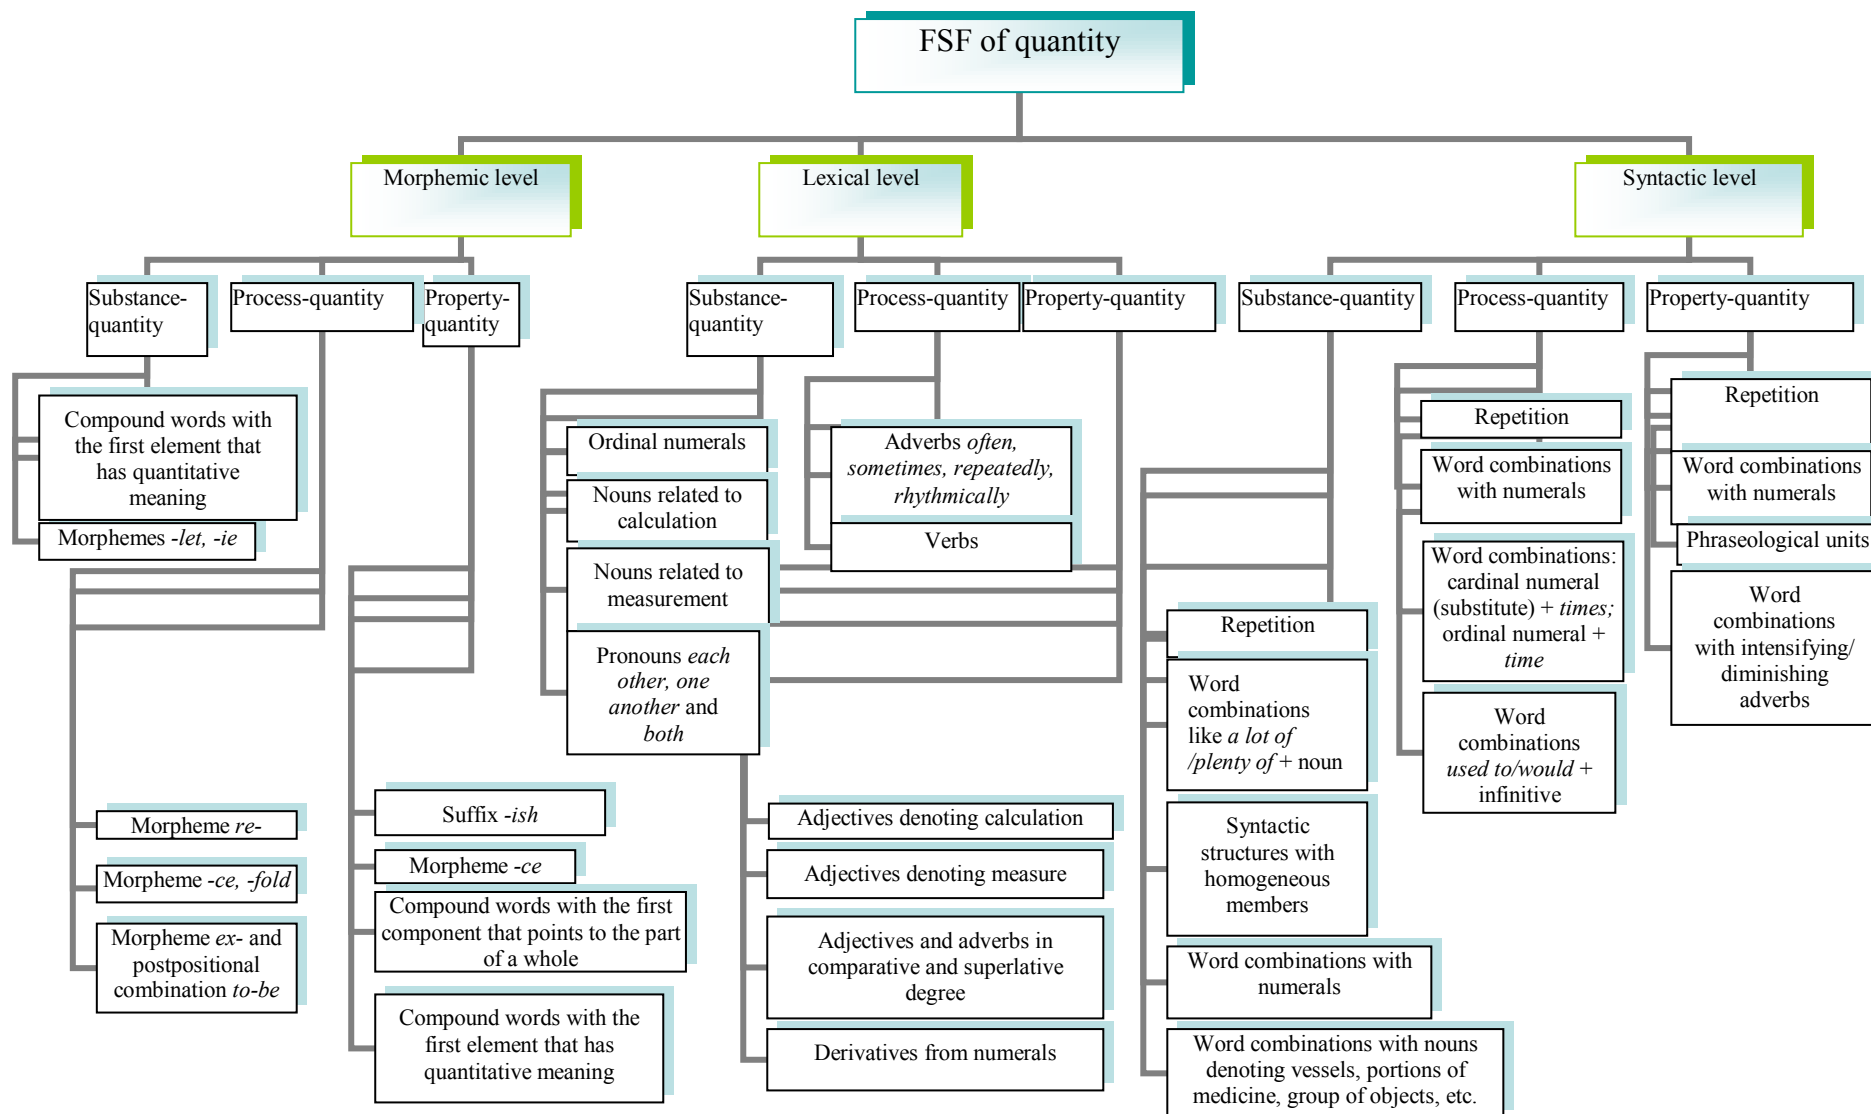 FSF of quantity
Morphemic level
Lexical level
Syntactic level
Substance-
quantity
Process-quantity
Property-
quantity
Substance-
quantity
Process-quantity
Property-quantity
Substance-quantity
Process-quantity
Property-quantity
Compound words with
the first element that
has quantitative
meaning
Morphemes -let, -ie
Morpheme re-
Morpheme -ce, -fold
Morpheme ex- and
postpositional
combination to-be
Suffix -ish
Morpheme -ce
Compound words with the first
component that points to the part
of a whole
Compound words with the
first element that has
quantitative meaning
Ordinal numerals
Nouns related to
calculation
Nouns related to
measurement
Pronouns each
other, one
another and
both
Adverbs often,
sometimes, repeatedly,
rhythmically
Verbs
Adjectives denoting calculation
Adjectives denoting measure
Adjectives and adverbs in
comparative and superlative
degree
Derivatives from numerals
Repetition
Word
combinations
like a lot of
/plenty of + noun
Syntactic
structures with
homogeneous
members
Word combinations with
numerals
Word combinations with nouns
denoting vessels, portions of
medicine, group of objects, etc.
Repetition
Word combinations
with numerals
Word combinations:
cardinal numeral
(substitute) + times;
ordinal numeral +
time
Word
combinations
used to/would +
infinitive
Repetition
Word combinations
with numerals
Phraseological units
Word
combinations
with intensifying/
diminishing
adverbs